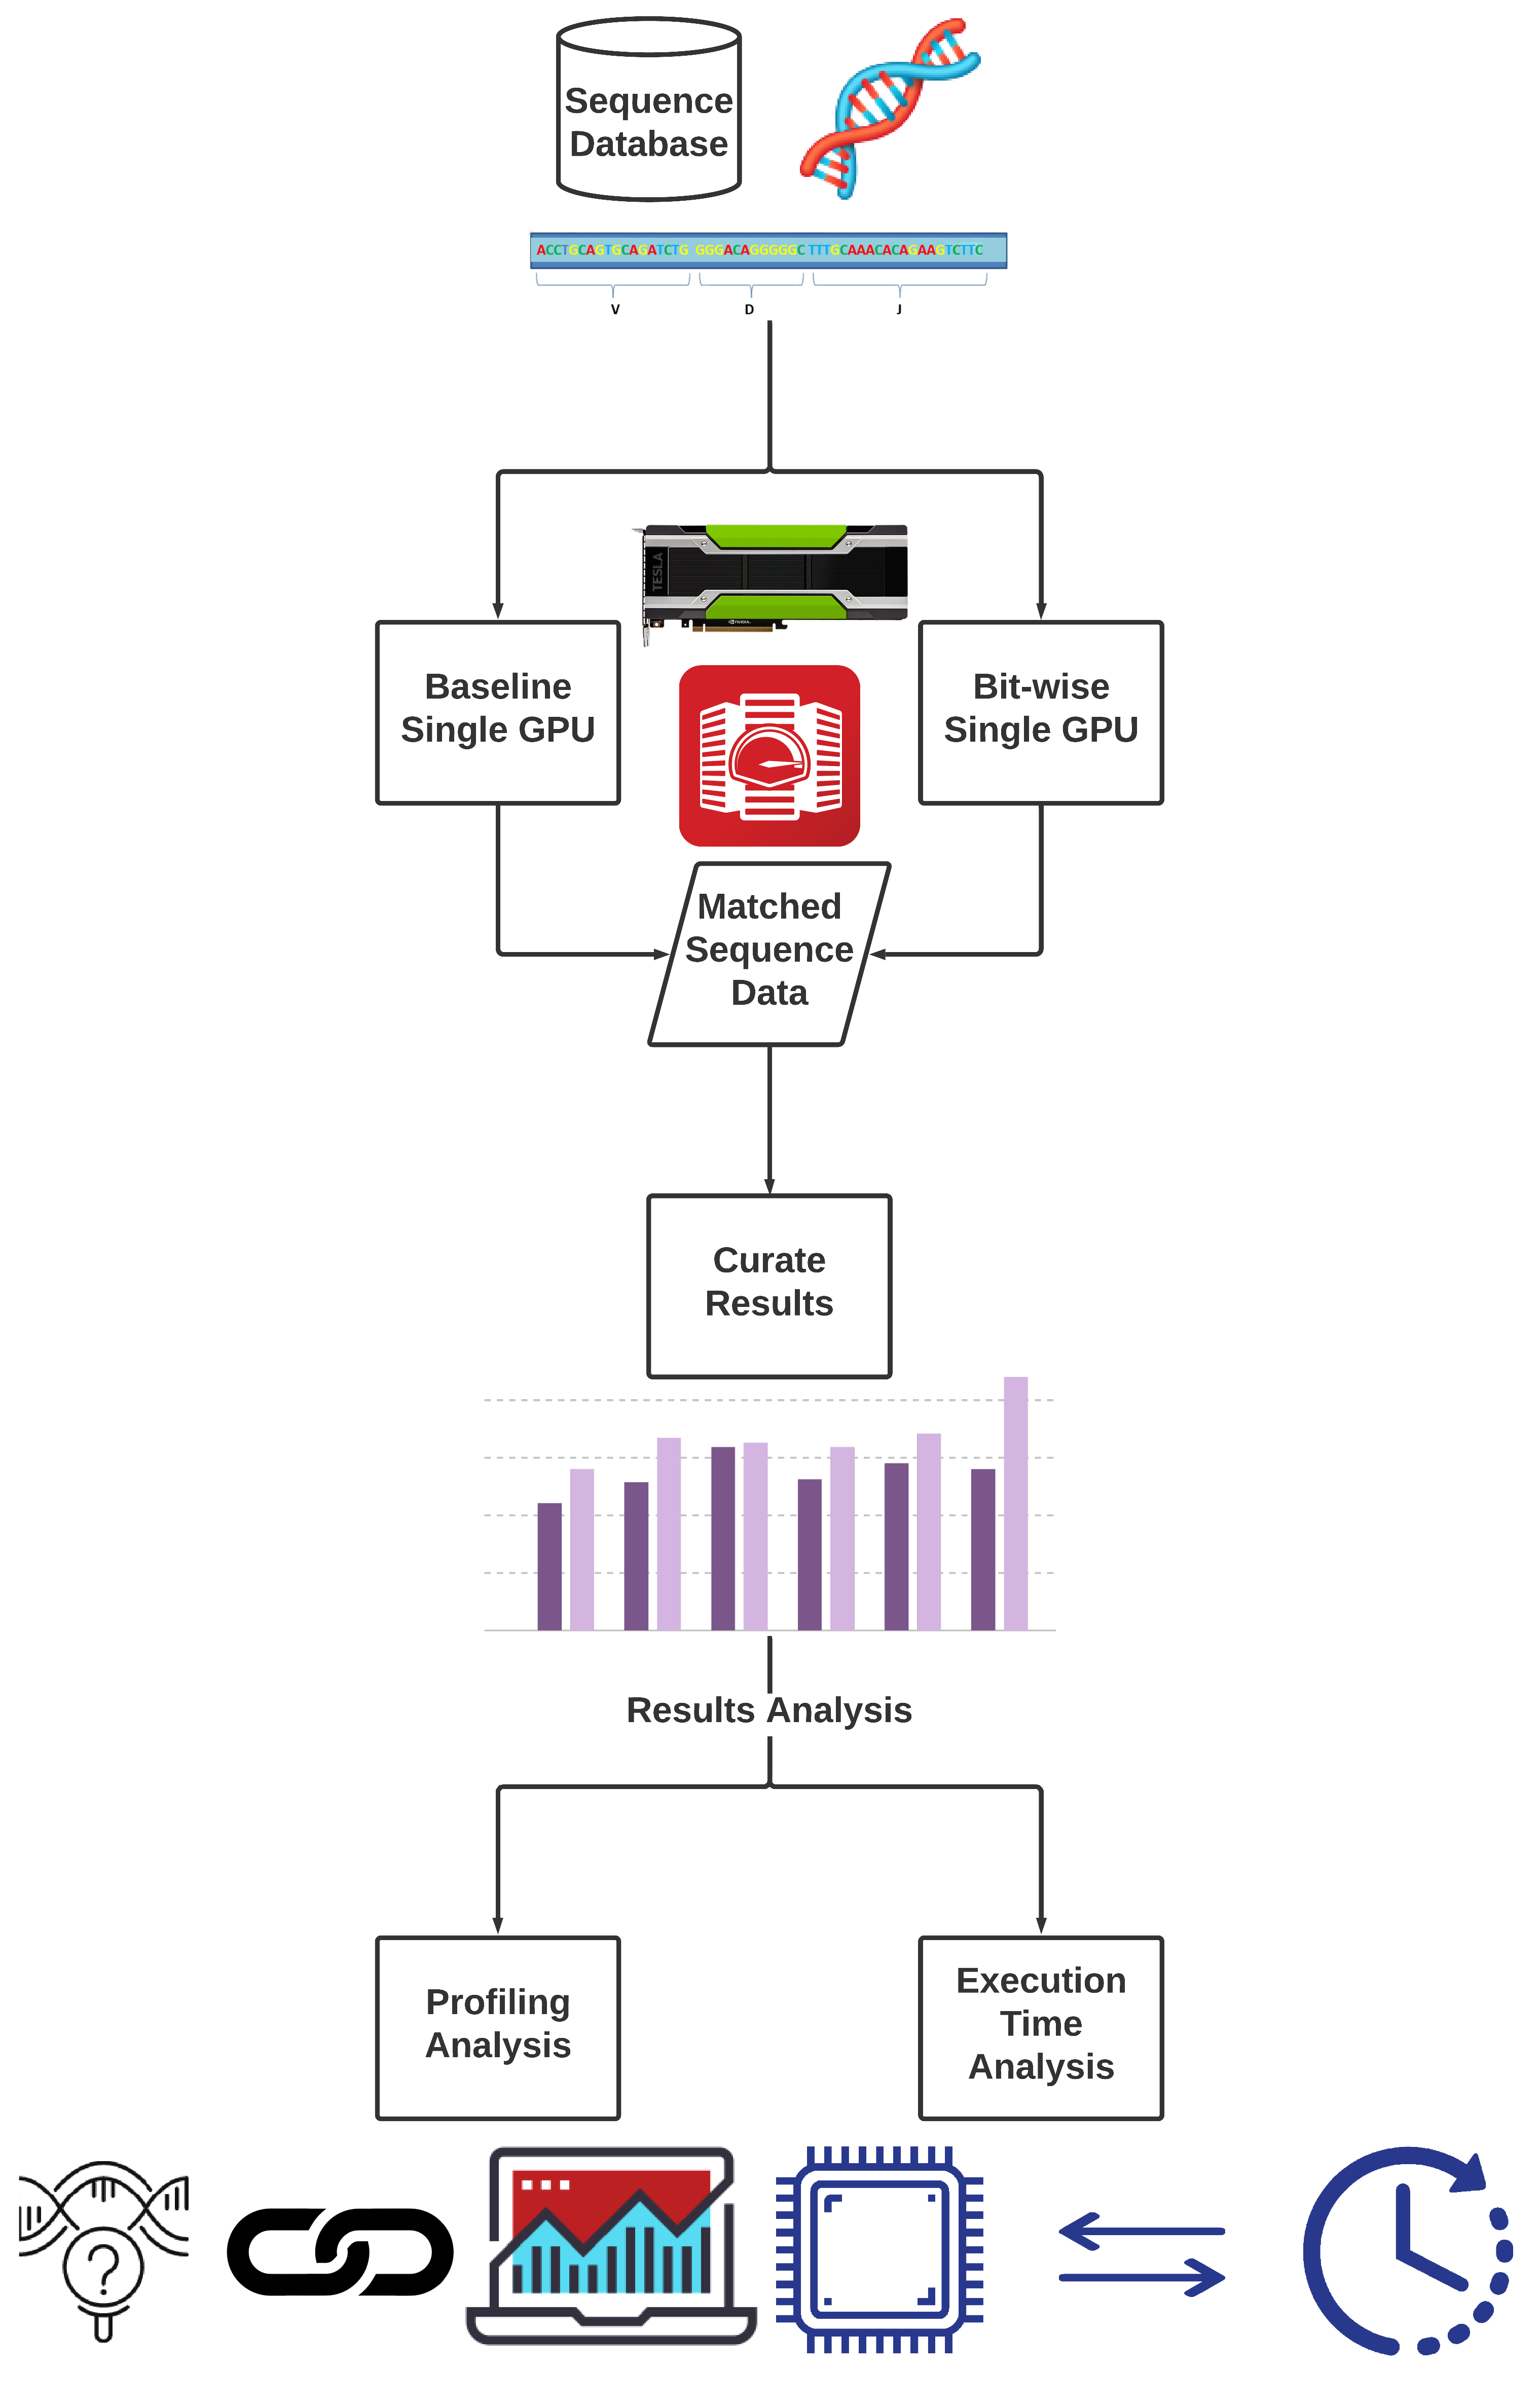 Sequence
Database
ACCTGCAGTGCAGATCTG GGGACAGGGGGC TTTGCAAACACAGAAGTCTTC
V D J
TESLA
NVIDIA.
Baseline
Single GPU
Bit-wise
Single GPU
Matched
Sequence
Data
Curate
Results
Results Analysis
Profiling
Analysis
Execution
Time
Analysis
?